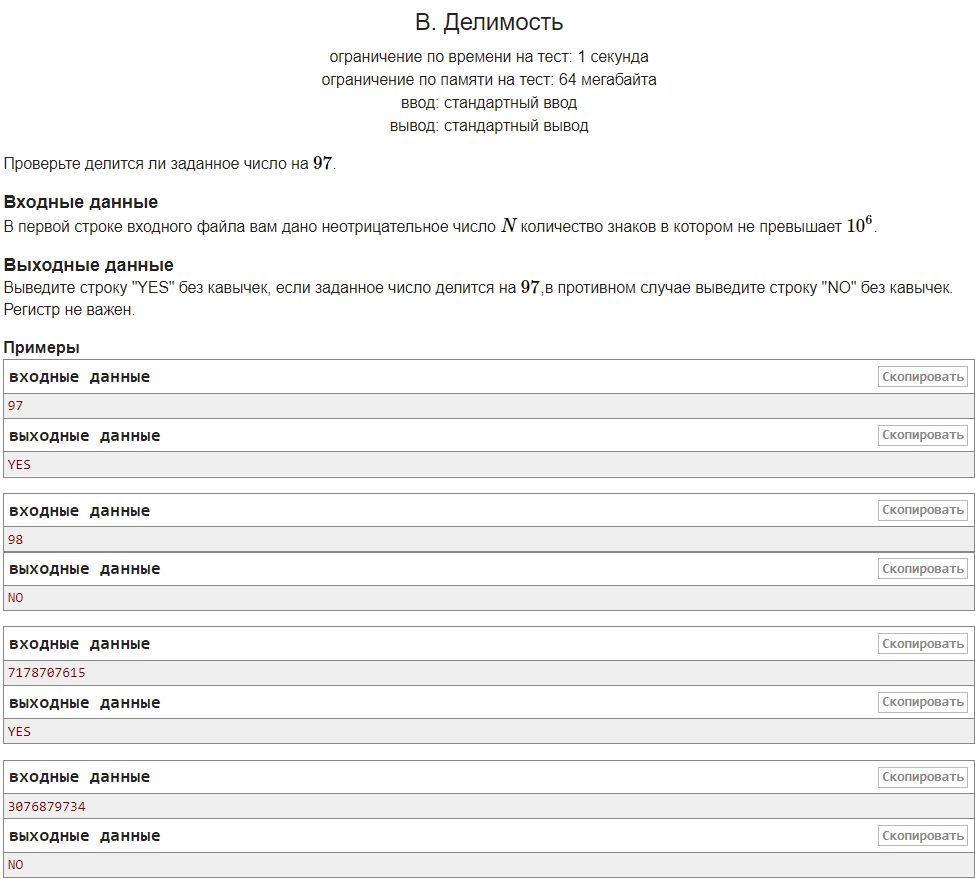 В. Делимость
ограничение по времени на тест: 1 секунда
ограничение по памяти на тест: 64 мегабайта
ввод: стандартный ввод
вывод: стандартный вывод
Проверьте делится ли заданное число на 97.
Входные данные
В первой строке входного файла вам дано неотрицательное число N количество знаков в котором не превышает 10^6.
Выходные данные
Выведите строку "YES" без кавычек, если заданное число делится на 97,в противном случае выведите строку "NO" без кавычек.
Регистр не важен.
Примеры
входные данные Скопировать
97
выходные данные Скопировать
YES
входные данные Скопировать
98
выходные данные Скопировать
NO
входные данные Скопировать
7178707615
выходные данные Скопировать
YES
входные данные Скопировать
3076879734
выходные данные Скопировать
NO